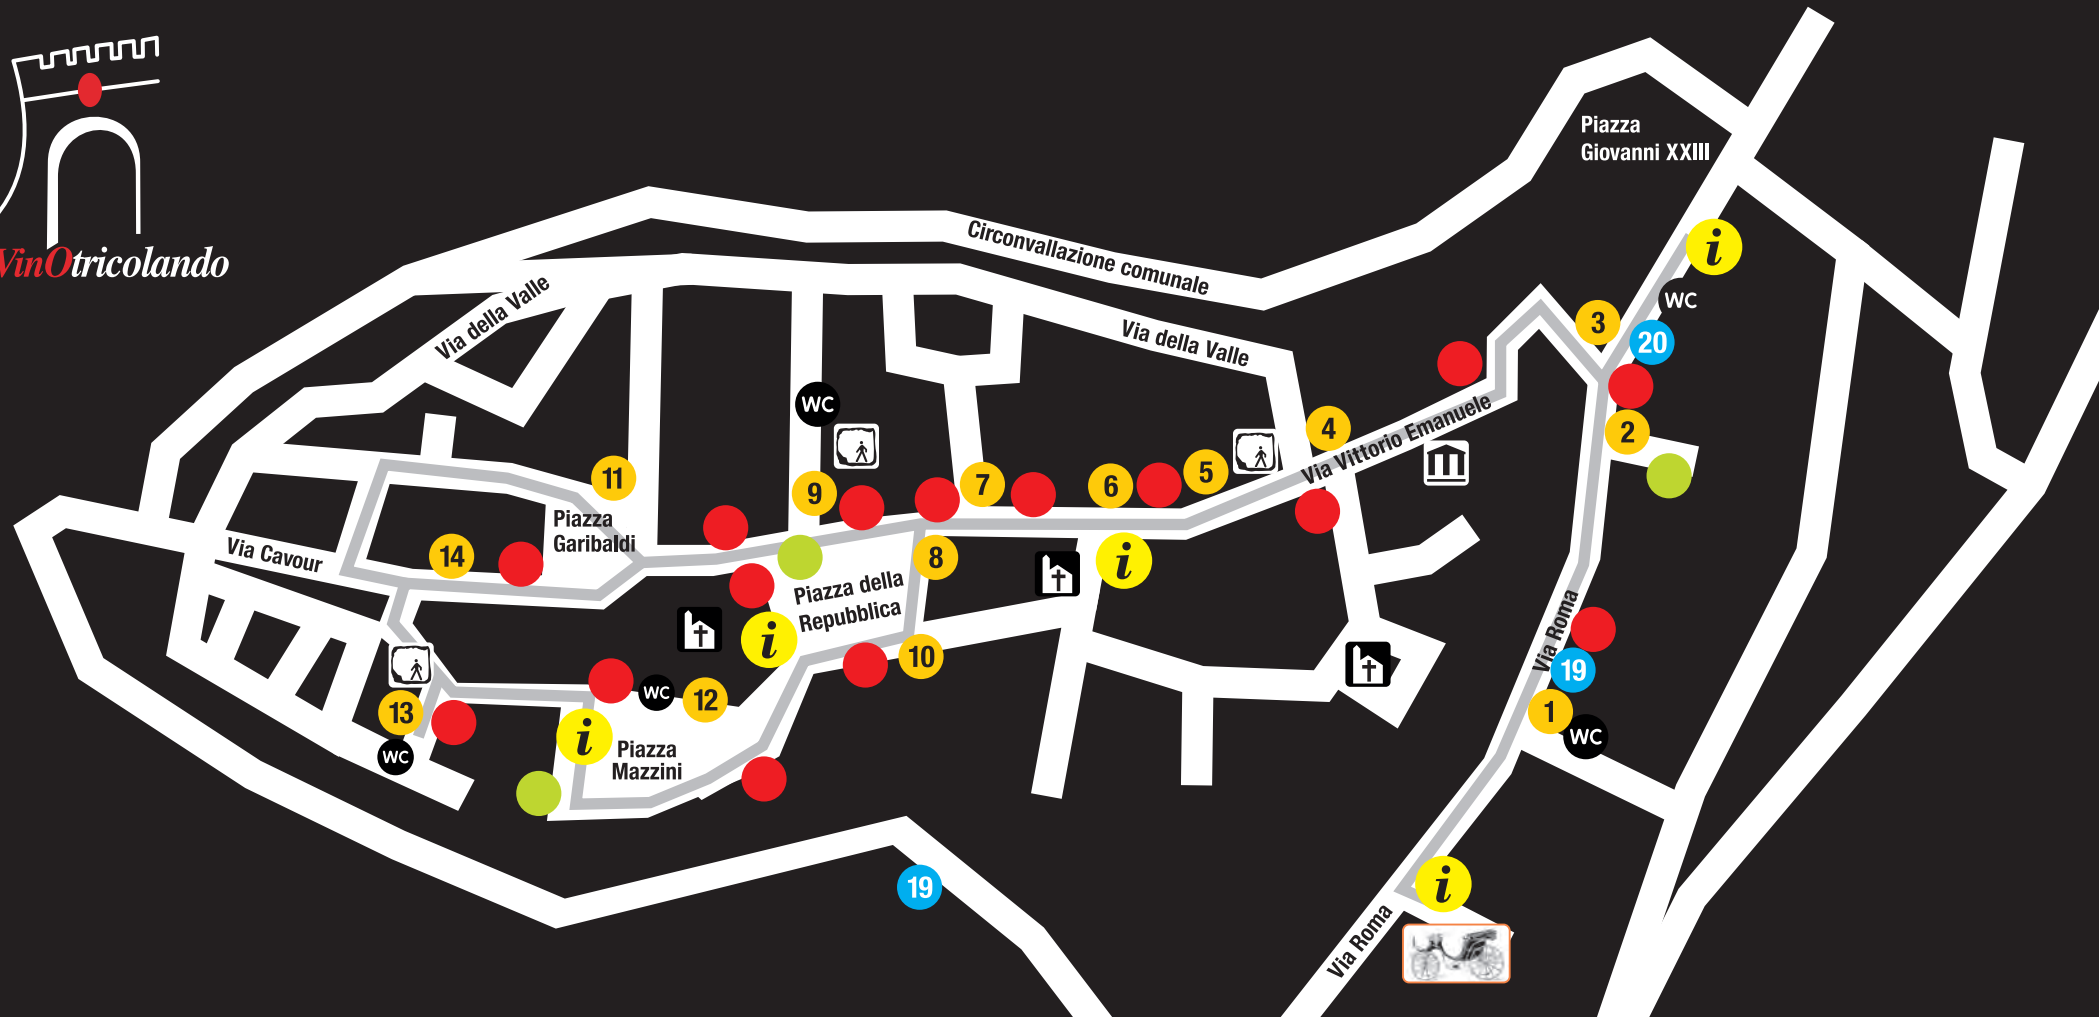 VinOtricolando
Piazza
Giovanni XXIII
Circonvallazione comunale
i
WC
Via della Valle
3
20
Via della Valle
WC
Via Vittorio Emanuele
4
2
11
9
7
6
5
Piazza
Garibaldi
Via Cavour
14
8
i
Piazza della
Repubblica
i
10
Via Roma
19
WC
12
13
1
WC
i
Piazza
Mazzini
WC
19
i
Via Roma